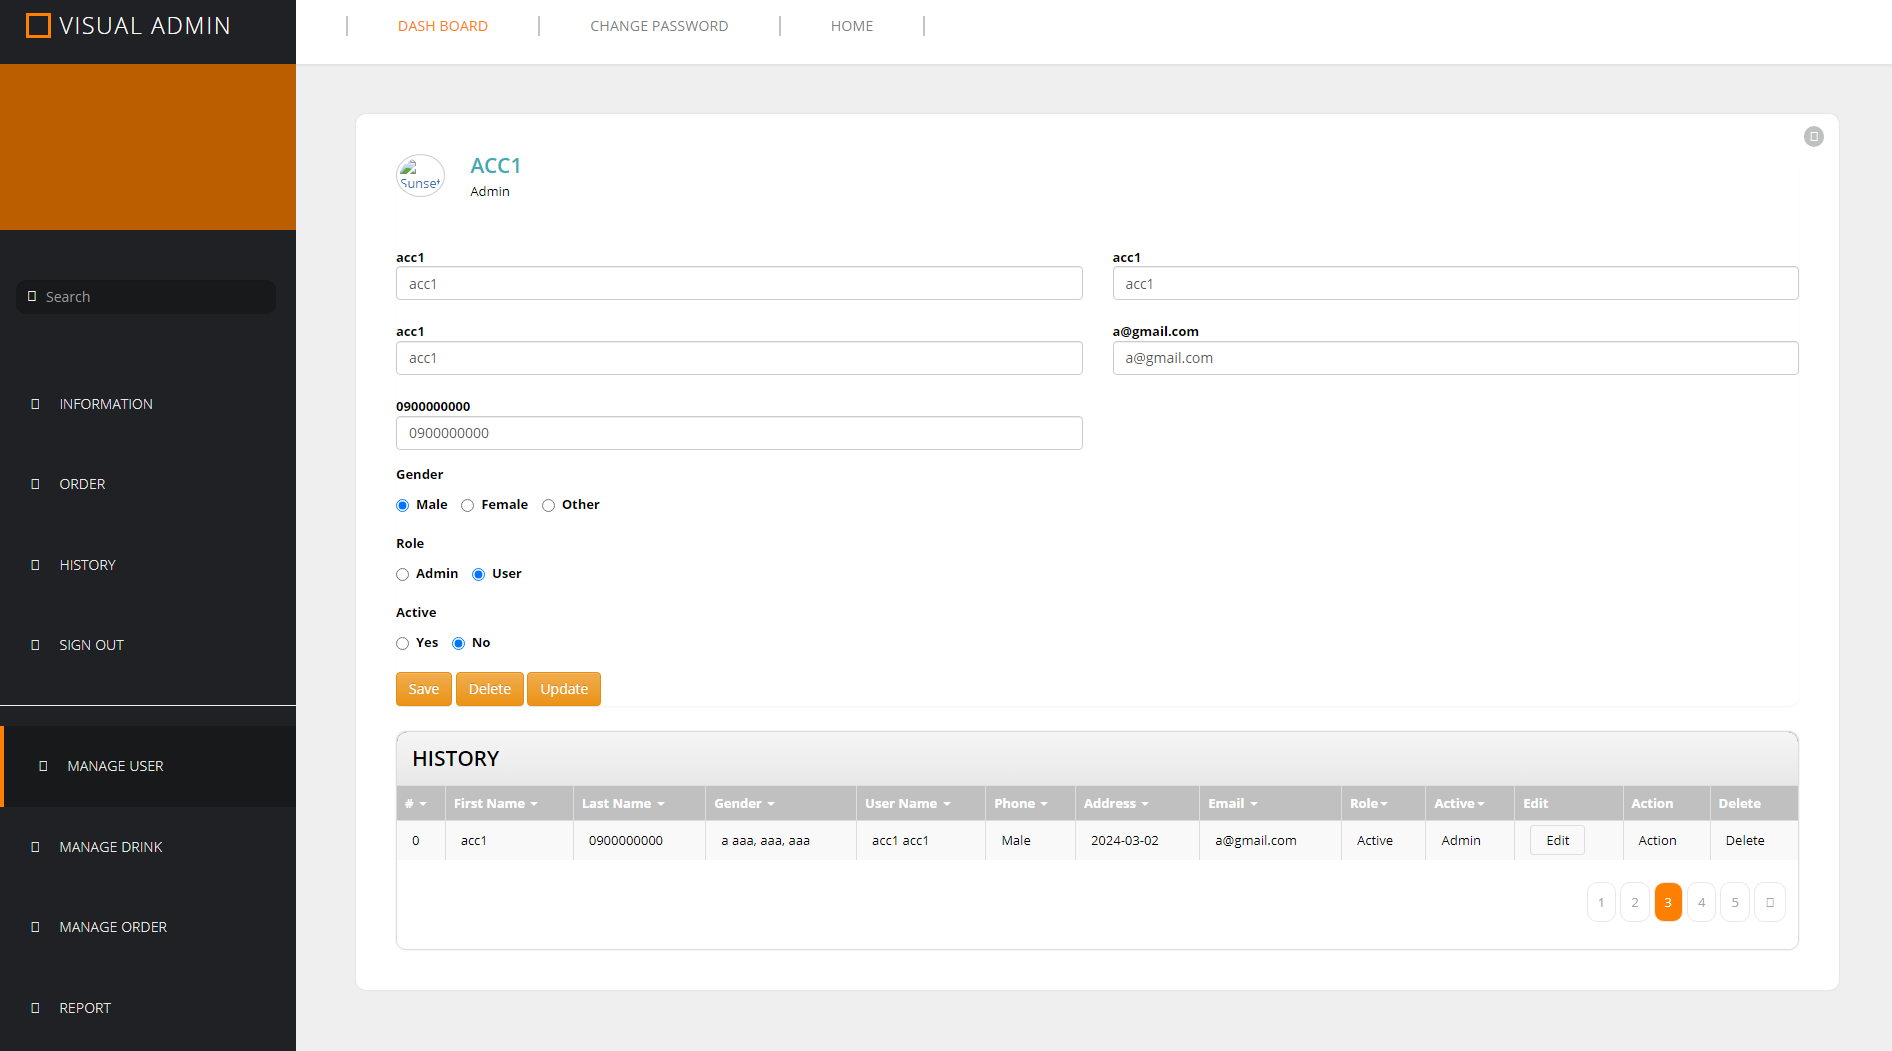 VISUAL ADMIN
DASH BOARD
CHANGE PASSWORD
HOME
Search
INFORMATION
ORDER
HISTORY
SIGN OUT
MANAGE USER
MANAGE DRINK
MANAGE ORDER
REPORT
Sunset
ACC1
Admin
acc1
acc1
acc1
acc1
acc1
acc1
a@gmail.com
a@gmail.com
0900000000
0900000000
Gender
Male Female Other
Role
Admin User
Active
Yes No
Save Delete Update
HISTORY
# First Name Last Name Gender User Name Phone Address Email Role Active Edit Action Delete
0 acc1 0900000000 a aaa, aaa, aaa acc1 acc1 Male 2024-03-02 a@gmail.com Active Admin Edit Action Delete
1 2 3 4 5